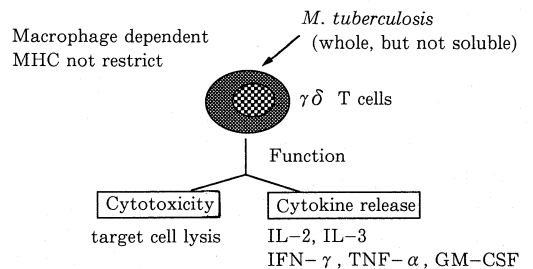 M. tuberculosis
(whole, but not soluble)
Macrophage dependent
MHC not restrict
γδ T cells
Function
Cytotoxicity
target cell lysis
Cytokine release
IL-2, IL-3
IFN-γ, TNF-α, GM-CSF